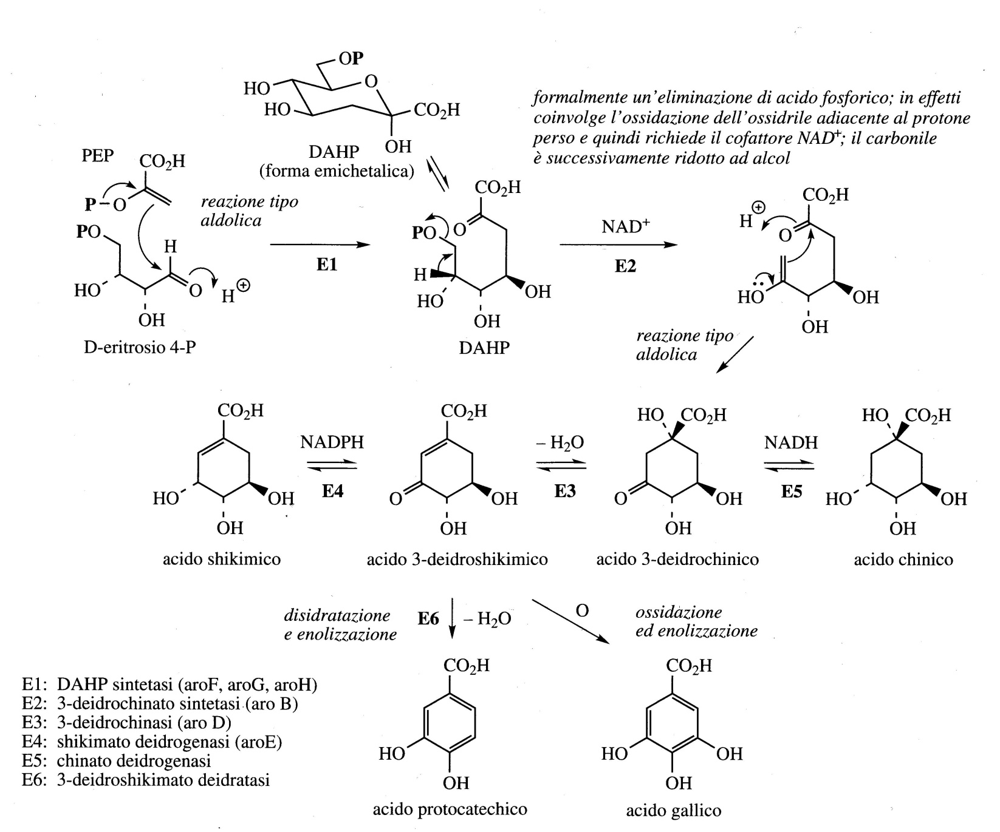 OP
HO
O
HO
CO₂H
OH
DAHP
(forma emichetalica)
formalmente un'eliminazione di acido fosforico; in effetti
coinvolge l'ossidazione dell'ossidrile adiacente al protone
perso e quindi richiede il cofattore NAD⁺; il carbonile
è successivamente ridotto ad alcol
PEP
CO₂H
P–O
reazione tipo
aldolica
PO
H
HO
O
H⊕
OH
D-eritrosio 4-P
E1
CO₂H
PO
O
H
HO
OH
OH
DAHP
NAD⁺
E2
H⊕
CO₂H
O
HO
OH
OH
reazione tipo
aldolica
CO₂H
HO
OH
OH
acido shikimico
NADPH
E4
CO₂H
O
OH
OH
acido 3-deidroshikimico
– H₂O
E3
HO
CO₂H
O
OH
OH
acido 3-deidrochinico
NADH
E5
HO
CO₂H
HO
OH
OH
acido chinico
disidratazione
e enolizzazione
E6
– H₂O
O
ossidazione
ed enolizzazione
CO₂H
HO
OH
acido protocatechico
CO₂H
HO
OH
OH
acido gallico
E1: DAHP sintetasi (aroF, aroG, aroH)
E2: 3-deidrochinato sintetasi (aro B)
E3: 3-deidrochinasi (aro D)
E4: shikimato deidrogenasi (aroE)
E5: chinato deidrogenasi
E6: 3-deidroshikimato deidratasi